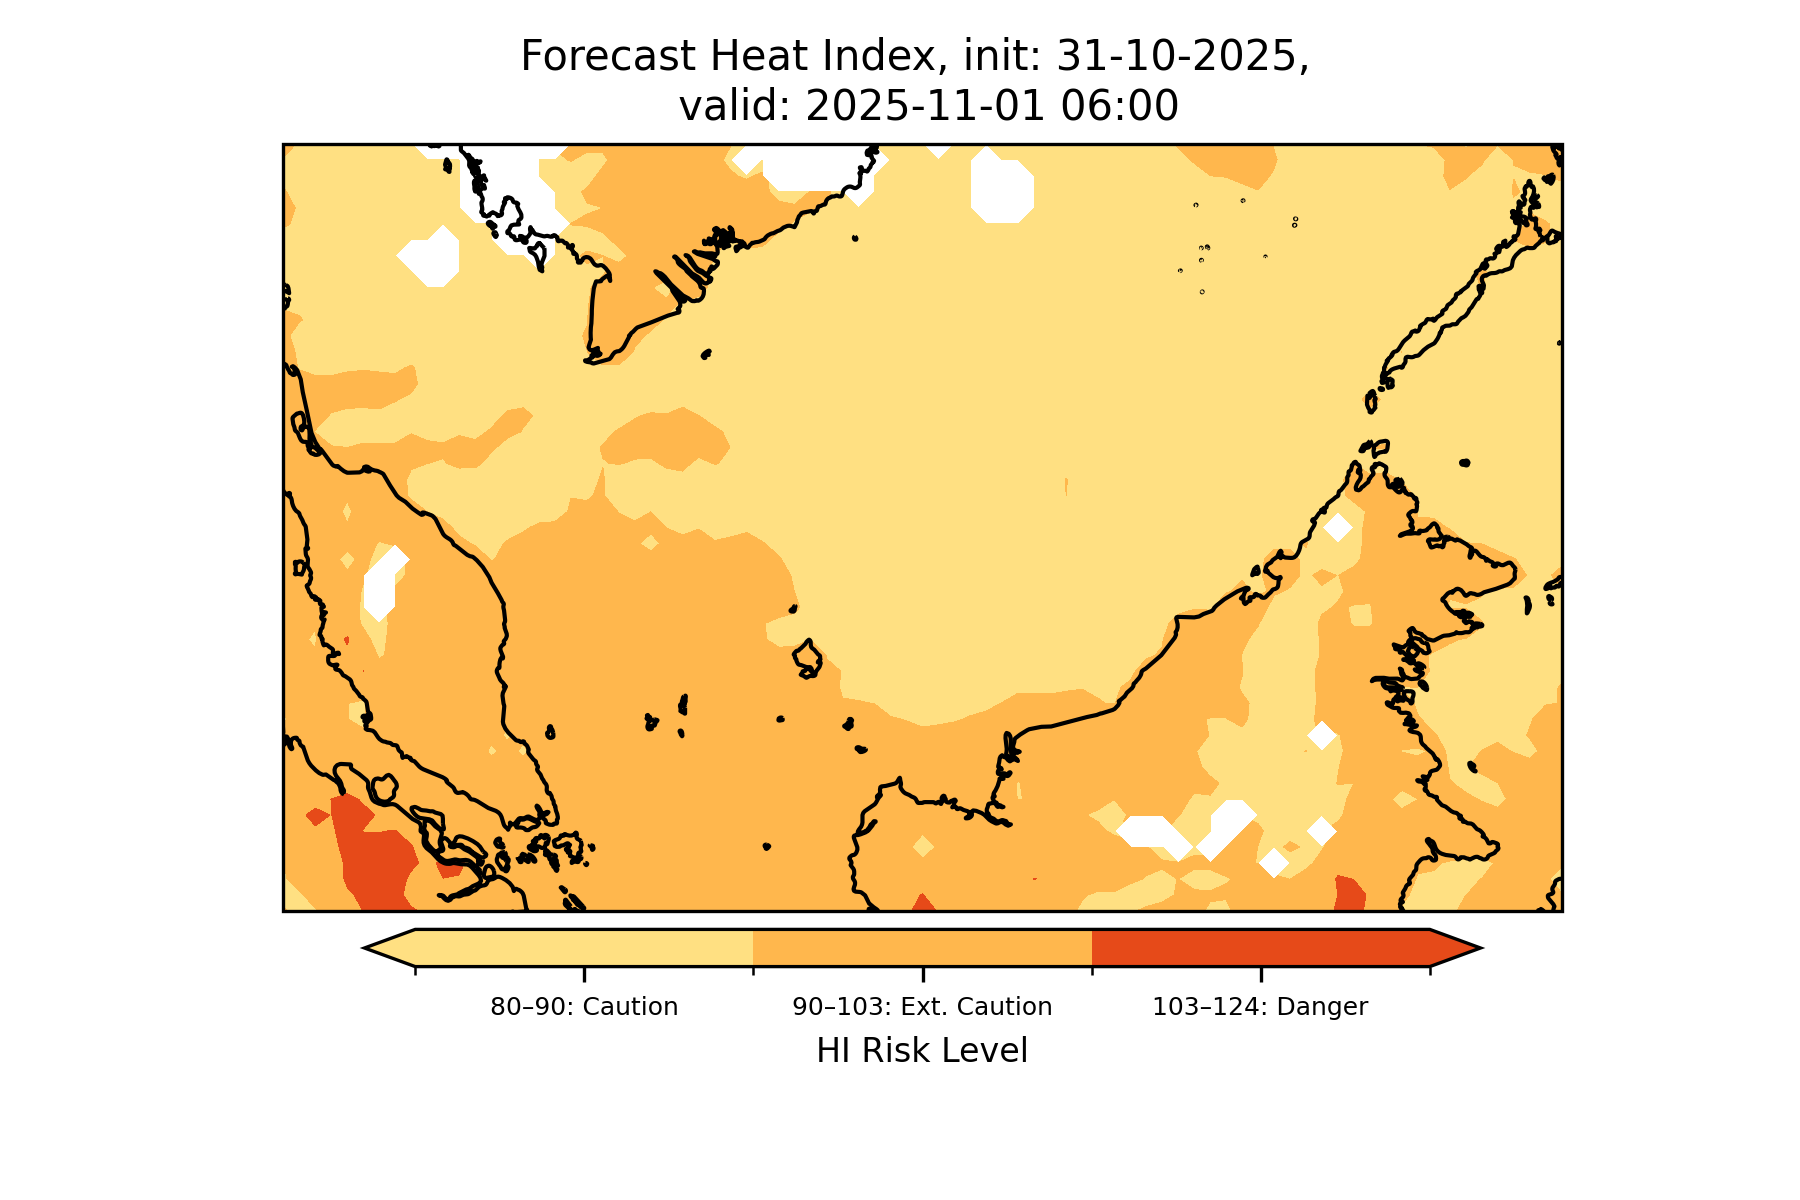 Forecast Heat Index, init: 31-10-2025,
valid: 2025-11-01 06:00
80–90: Caution
90–103: Ext. Caution
103–124: Danger
HI Risk Level